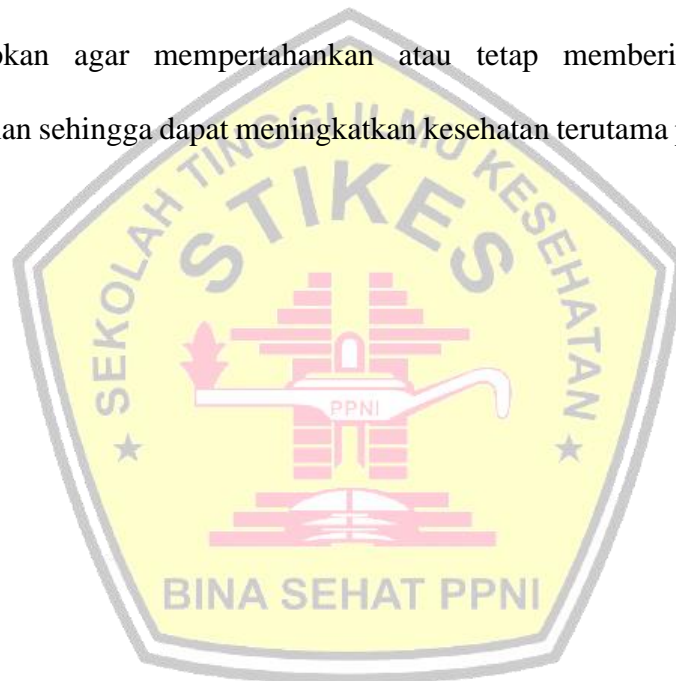 okan agar mempertahankan atau tetap memberi
an sehingga dapat meningkatkan kesehatan terutama p
SEKOLAH TINGGI ILMU KESEHATAN
STIKES
PPNI
BINA SEHAT PPNI